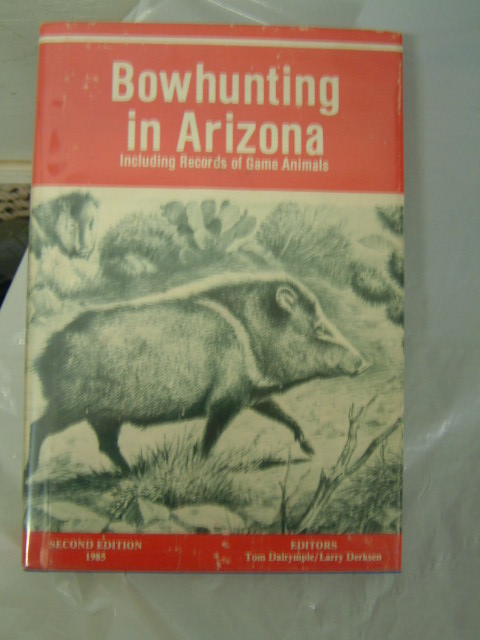 Bowhunting
in Arizona
Including Records of Game Animals
SECOND EDITION
1985
EDITORS
Tom Dalrymple/Larry Derksen